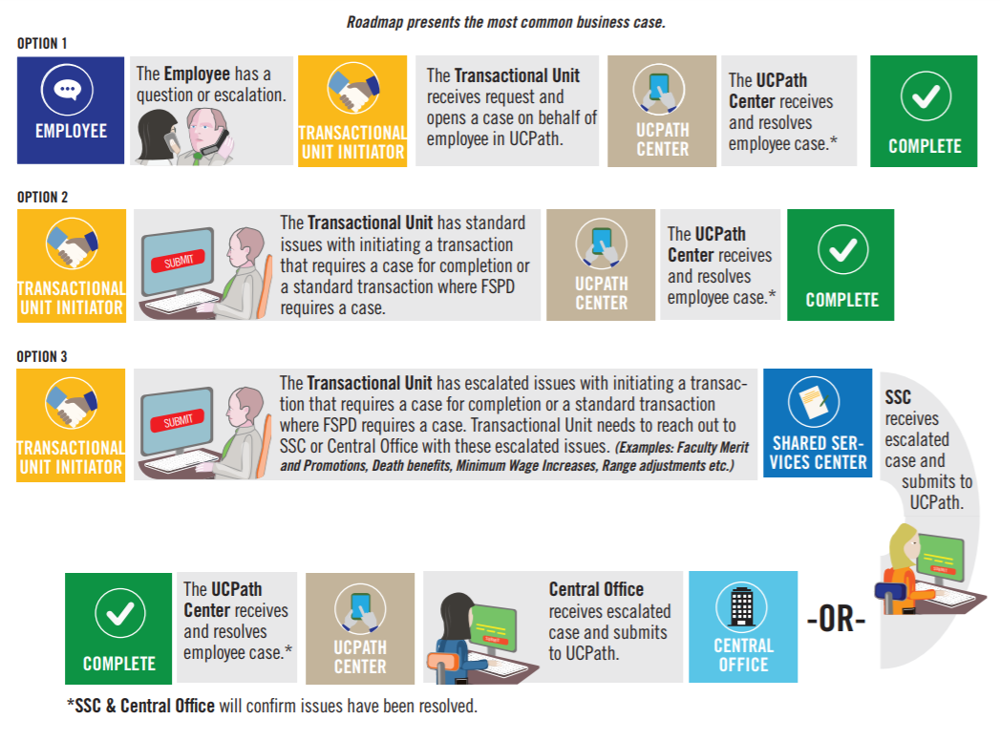 Roadmap presents the most common business case.
OPTION 1
EMPLOYEE
The Employee has a
question or escalation.
TRANSACTIONAL
UNIT INITIATOR
The Transactional Unit
receives request and
opens a case on behalf of
employee in UCPath.
UCPATH
CENTER
The UCPath
Center receives
and resolves
employee case.*
COMPLETE
OPTION 2
TRANSACTIONAL
UNIT INITIATOR
SUBMIT
The Transactional Unit has standard
issues with initiating a transaction
that requires a case for completion or
a standard transaction where FSPD
requires a case.
UCPATH
CENTER
The UCPath
Center receives
and resolves
employee case.*
COMPLETE
OPTION 3
TRANSACTIONAL
UNIT INITIATOR
SUBMIT
The Transactional Unit has escalated issues with initiating a transac-
tion that requires a case for completion or a standard transaction
where FSPD requires a case. Transactional Unit needs to reach out to
SSC or Central Office with these escalated issues. (Examples: Faculty Merit
and Promotions, Death benefits, Minimum Wage Increases, Range adjustments etc.)
SHARED SER-
VICES CENTER
SSC
receives
escalated
case and
submits to
UCPath.
-OR-
CENTRAL
OFFICE
Central Office
receives escalated
case and submits
to UCPath.
UCPATH
CENTER
The UCPath
Center receives
and resolves
employee case.*
COMPLETE
*SSC & Central Office will confirm issues have been resolved.